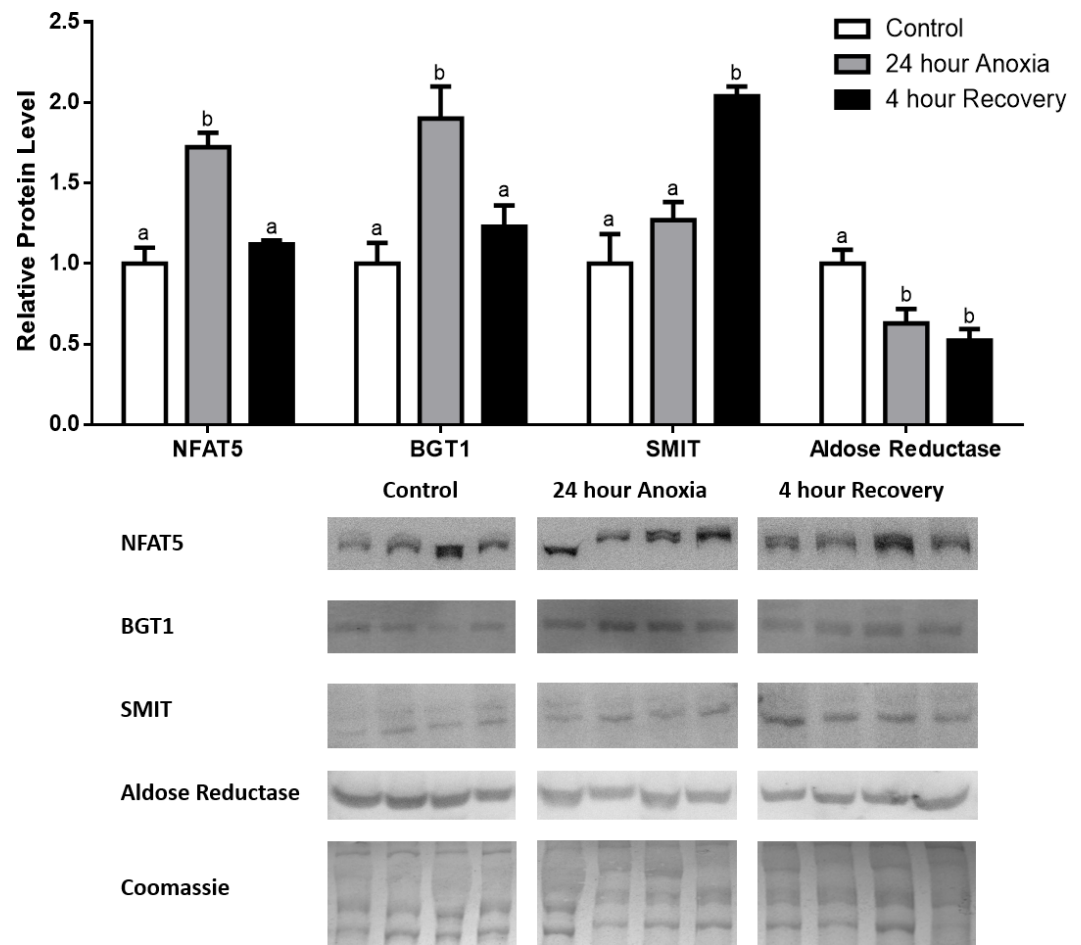 2.5
2.0
1.5
1.0
0.5
0.0
Relative Protein Level
Control
24 hour Anoxia
4 hour Recovery
a
b
a
a
b
a
a
a
b
a
b
b
NFAT5 BGT1 SMIT Aldose Reductase
Control 24 hour Anoxia 4 hour Recovery
NFAT5
BGT1
SMIT
Aldose Reductase
Coomassie